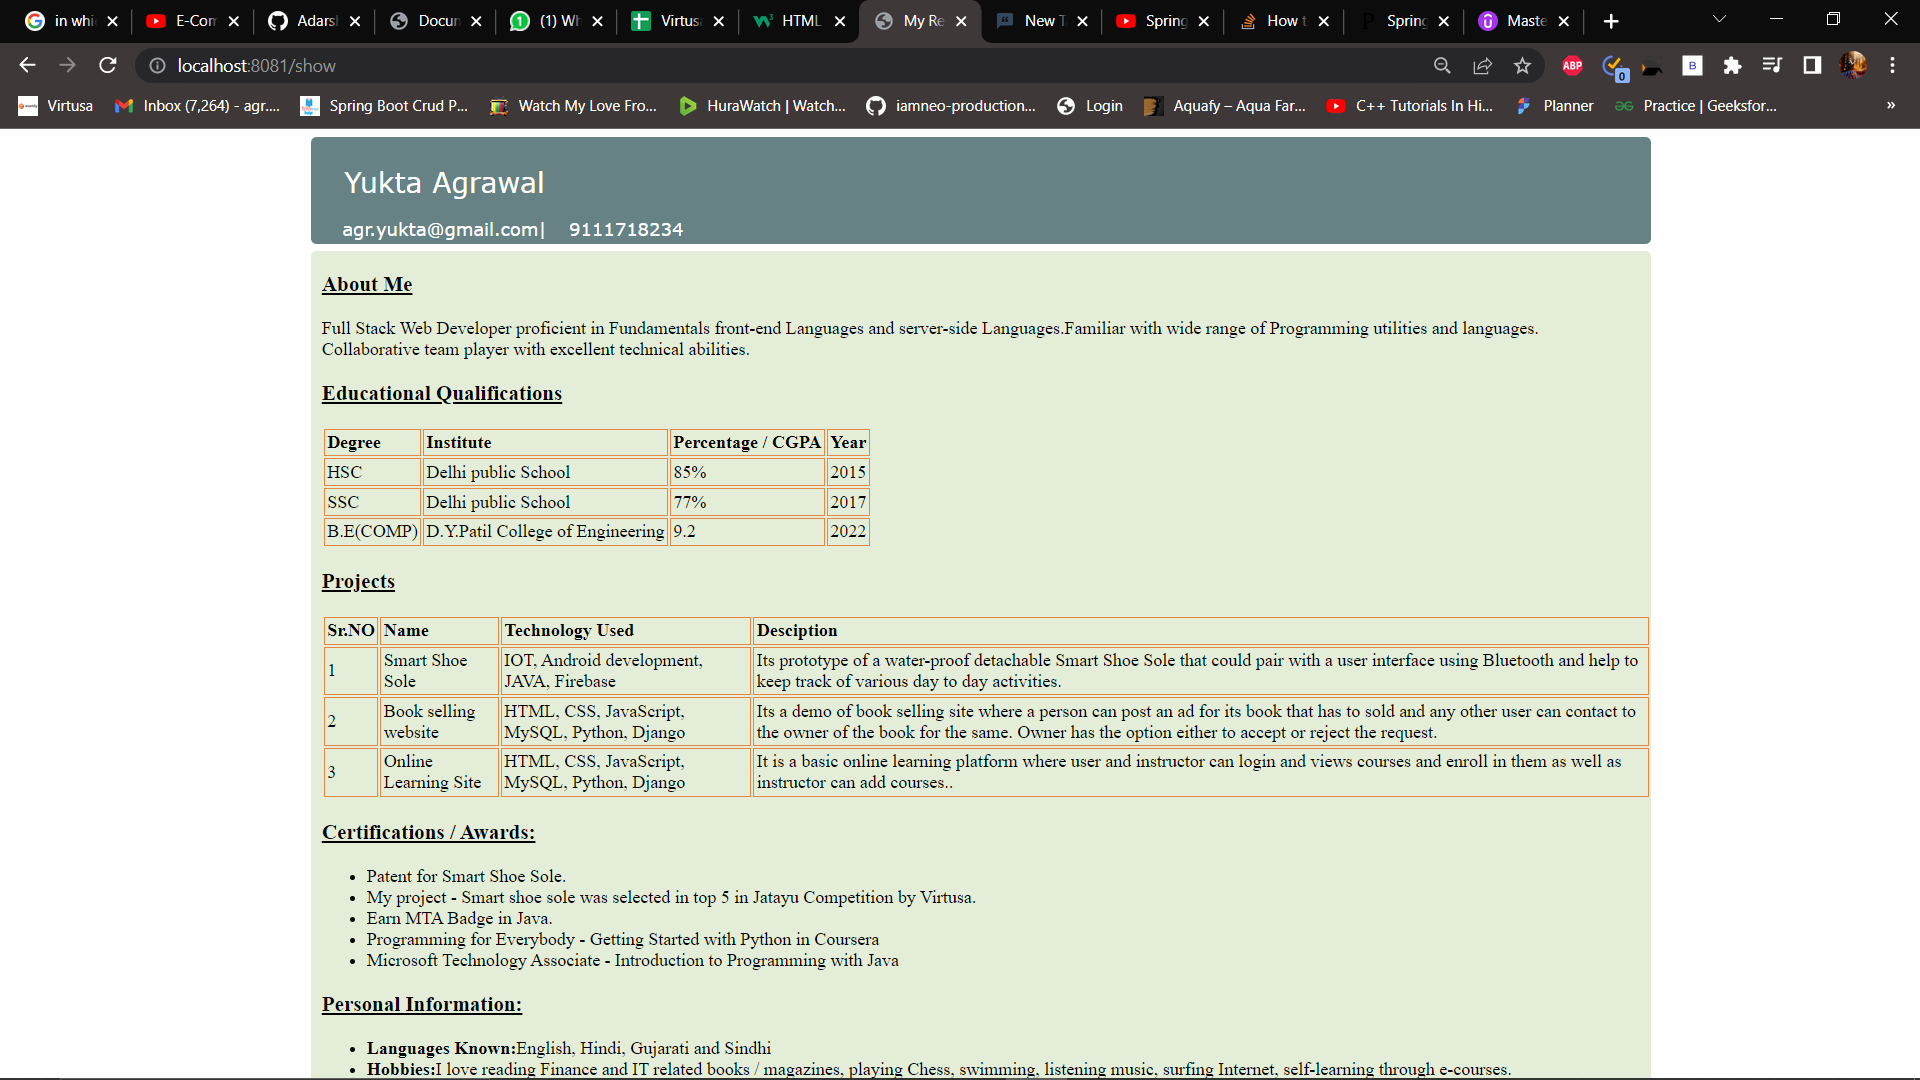 in whi
E-Com
Adarsh
Docum
(1) Wh
Virtusa
HTML
My Re
New T
Spring
How t
Spring
Maste
localhost:8081/show
ABP
0
B
Virtusa
Inbox (7,264) - agr....
Spring Boot Crud P...
Watch My Love Fro...
HuraWatch | Watch...
iamneo-production...
Login
Aquafy – Aqua Far...
C++ Tutorials In Hi...
Planner
Practice | Geeksfor...
»
Yukta Agrawal
agr.yukta@gmail.com| 9111718234
About Me
Full Stack Web Developer proficient in Fundamentals front-end Languages and server-side Languages.Familiar with wide range of Programming utilities and languages.
Collaborative team player with excellent technical abilities.
Educational Qualifications
Degree Institute Percentage / CGPA Year
HSC Delhi public School 85% 2015
SSC Delhi public School 77% 2017
B.E(COMP) D.Y.Patil College of Engineering 9.2 2022
Projects
Sr.NO Name Technology Used Desciption
1
Smart Shoe
Sole
IOT, Android development,
JAVA, Firebase
Its prototype of a water-proof detachable Smart Shoe Sole that could pair with a user interface using Bluetooth and help to
keep track of various day to day activities.
2
Book selling
website
HTML, CSS, JavaScript,
MySQL, Python, Django
Its a demo of book selling site where a person can post an ad for its book that has to sold and any other user can contact to
the owner of the book for the same. Owner has the option either to accept or reject the request.
3
Online
Learning Site
HTML, CSS, JavaScript,
MySQL, Python, Django
It is a basic online learning platform where user and instructor can login and views courses and enroll in them as well as
instructor can add courses..
Certifications / Awards:
• Patent for Smart Shoe Sole.
• My project - Smart shoe sole was selected in top 5 in Jatayu Competition by Virtusa.
• Earn MTA Badge in Java.
• Programming for Everybody - Getting Started with Python in Coursera
• Microsoft Technology Associate - Introduction to Programming with Java
Personal Information:
• Languages Known:English, Hindi, Gujarati and Sindhi
• Hobbies:I love reading Finance and IT related books / magazines, playing Chess, swimming, listening music, surfing Internet, self-learning through e-courses.